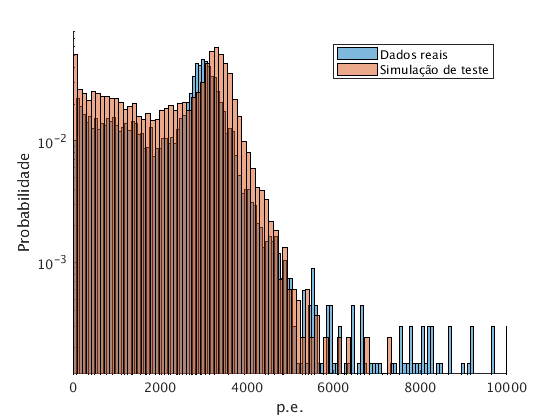 Dados reais
Simulação de teste
10⁻²
10⁻³
Probabilidade
0
2000
4000
6000
8000
10000
p.e.